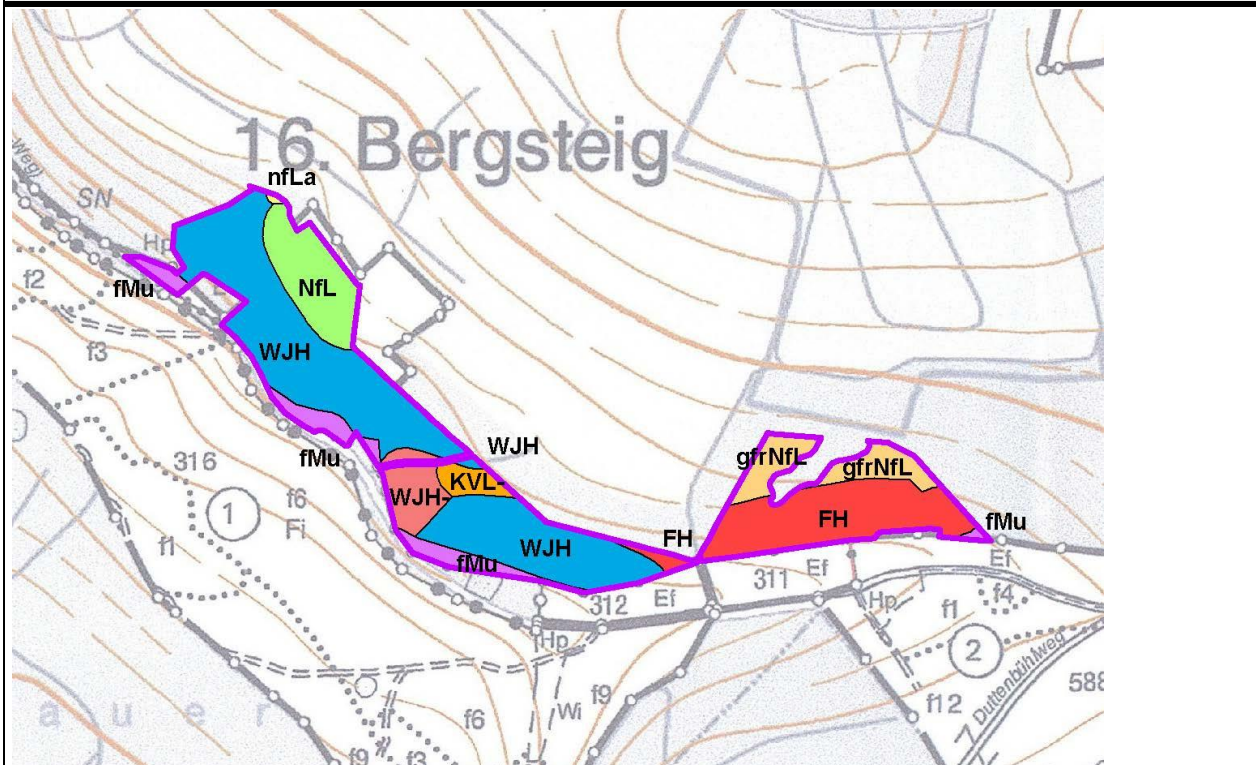 16. Bergsteig
nfLa
SN
Hp
fMu
NfL
f2
f3
WJH
316
fMu
WJH
gfrNfL
gfrNfL
1
f6
Fi
WJH-
KVL-
f1
WJH
FH
FH
fMu
fMu
Ef
311
Ef
312
Ef
Hp
f1
f4
Hp
2
7 Duttenbühlweg
588
f12
f9
Wi
f6
a u e r
f9
f3